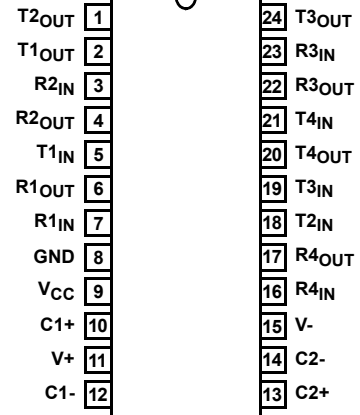 T2OUT 1 24 T3OUT
T1OUT 2 23 R3IN
R2IN 3 22 R3OUT
R2OUT 4 21 T4IN
T1IN 5 20 T4OUT
R1OUT 6 19 T3IN
R1IN 7 18 T2IN
GND 8 17 R4OUT
VCC 9 16 R4IN
C1+ 10 15 V-
V+ 11 14 C2-
C1- 12 13 C2+